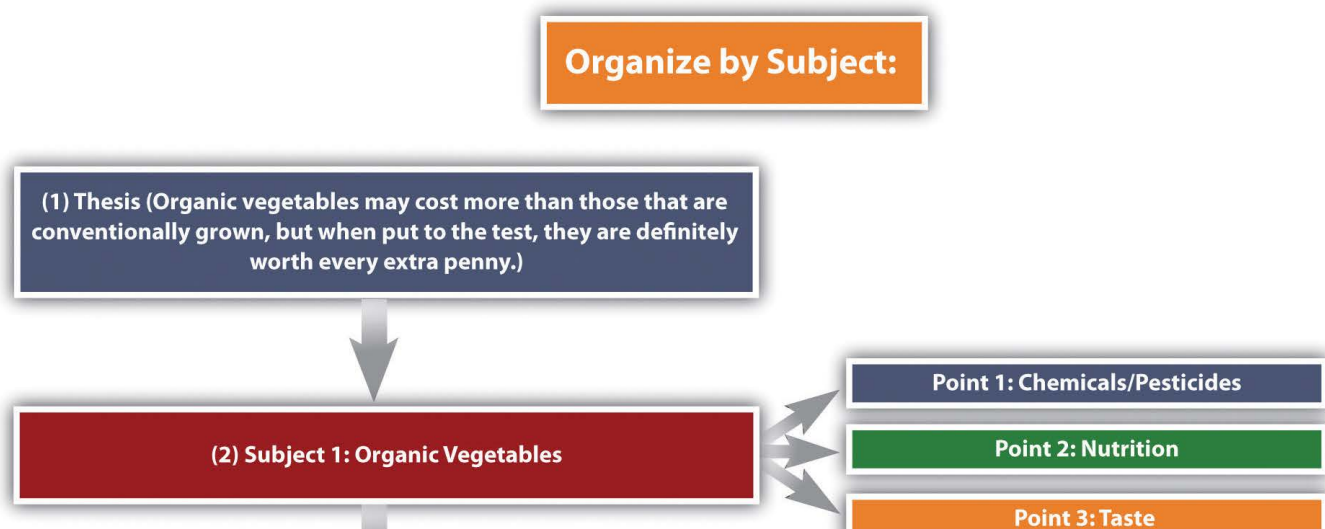 Organize by Subject:
(1) Thesis (Organic vegetables may cost more than those that are
conventionally grown, but when put to the test, they are definitely
worth every extra penny.)
(2) Subject 1: Organic Vegetables
Point 1: Chemicals/Pesticides
Point 2: Nutrition
Point 3: Taste